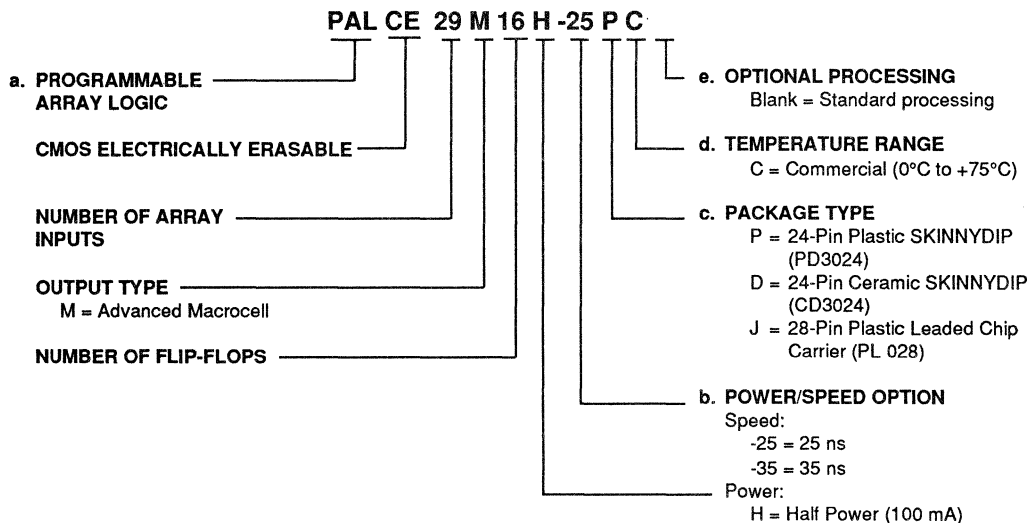 PAL CE 29 M 16 H -25 P C
a. PROGRAMMABLE
ARRAY LOGIC
CMOS ELECTRICALLY ERASABLE
NUMBER OF ARRAY
INPUTS
OUTPUT TYPE
M = Advanced Macrocell
NUMBER OF FLIP-FLOPS
e. OPTIONAL PROCESSING
Blank = Standard processing
d. TEMPERATURE RANGE
C = Commercial (0°C to +75°C)
c. PACKAGE TYPE
P = 24-Pin Plastic SKINNYDIP
(PD3024)
D = 24-Pin Ceramic SKINNYDIP
(CD3024)
J = 28-Pin Plastic Leaded Chip
Carrier (PL 028)
b. POWER/SPEED OPTION
Speed:
-25 = 25 ns
-35 = 35 ns
Power:
H = Half Power (100 mA)